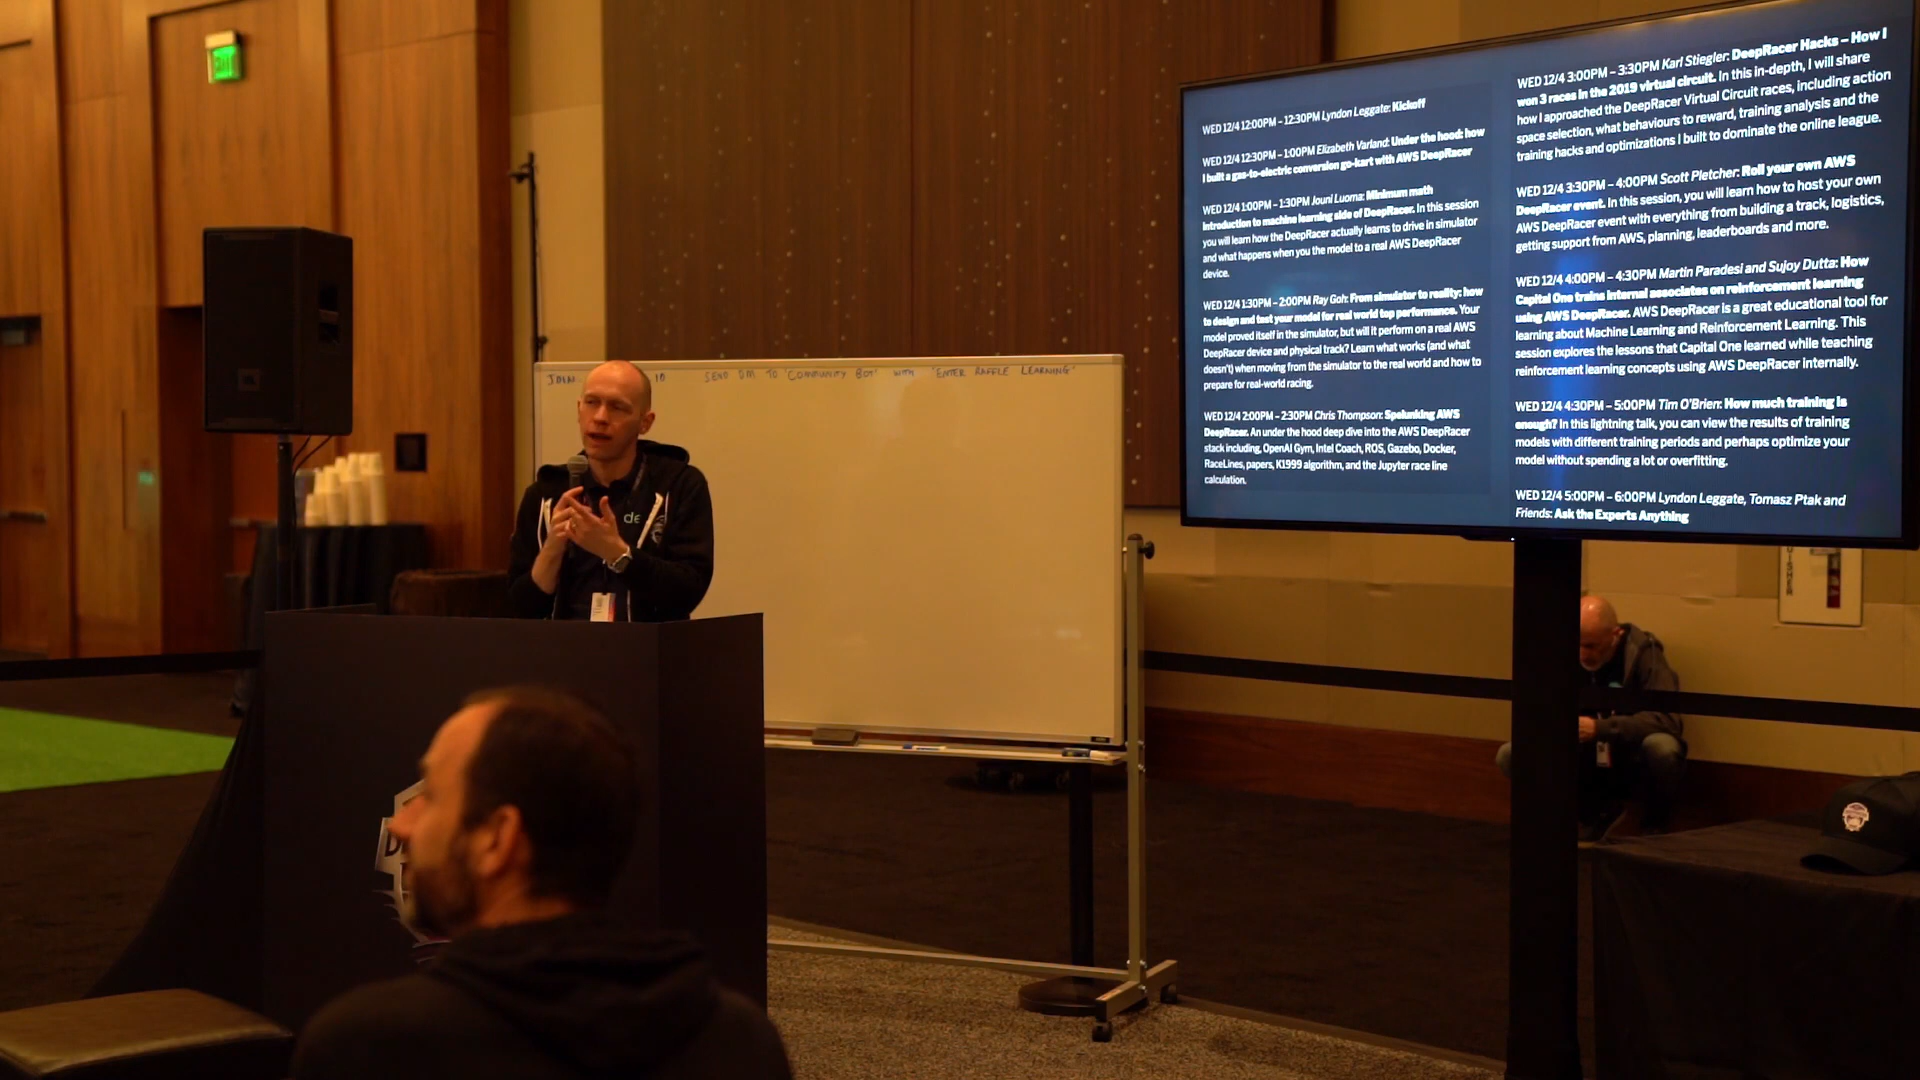 EXIT
JOIN
10 SEND DM TO 'COMMUNITY BOT' WITH 'ENTER RAFFLE LEARNING'
de
WED 12/4 12:00PM – 12:30PM Lyndon Leggate: Kickoff
WED 12/4 12:30PM – 1:00PM Elizabeth Varland: Under the hood: how
I built a gas-to-electric conversion go-kart with AWS DeepRacer
WED 12/4 1:00PM – 1:30PM Jouni Luoma: Minimum math
introduction to machine learning side of DeepRacer. In this session
you will learn how the DeepRacer actually learns to drive in simulator
and what happens when you the model to a real AWS DeepRacer
device.
WED 12/4 1:30PM – 2:00PM Ray Goh: From simulator to reality: how
to design and test your model for real world top performance. Your
model proved itself in the simulator, but will it perform on a real AWS
DeepRacer device and physical track? Learn what works (and what
doesn't) when moving from the simulator to the real world and how to
prepare for real-world racing.
WED 12/4 2:00PM – 2:30PM Chris Thompson: Spelunking AWS
DeepRacer. An under the hood deep dive into the AWS DeepRacer
stack including, OpenAI Gym, Intel Coach, ROS, Gazebo, Docker,
RaceLines, papers, K1999 algorithm, and the Jupyter race line
calculation.
WED 12/4 3:00PM – 3:30PM Karl Stiegler: DeepRacer Hacks – How I
won 3 races in the 2019 virtual circuit. In this in-depth, I will share
how I approached the DeepRacer Virtual Circuit races, including action
space selection, what behaviours to reward, training analysis and the
training hacks and optimizations I built to dominate the online league.
WED 12/4 3:30PM – 4:00PM Scott Pletcher: Roll your own AWS
DeepRacer event. In this session, you will learn how to host your own
AWS DeepRacer event with everything from building a track, logistics,
getting support from AWS, planning, leaderboards and more.
WED 12/4 4:00PM – 4:30PM Martin Paradesi and Sujoy Dutta: How
Capital One trains internal associates on reinforcement learning
using AWS DeepRacer. AWS DeepRacer is a great educational tool for
learning about Machine Learning and Reinforcement Learning. This
session explores the lessons that Capital One learned while teaching
reinforcement learning concepts using AWS DeepRacer internally.
WED 12/4 4:30PM – 5:00PM Tim O'Brien: How much training is
enough? In this lightning talk, you can view the results of training
models with different training periods and perhaps optimize your
model without spending a lot or overfitting.
WED 12/4 5:00PM – 6:00PM Lyndon Leggate, Tomasz Ptak and
Friends: Ask the Experts Anything